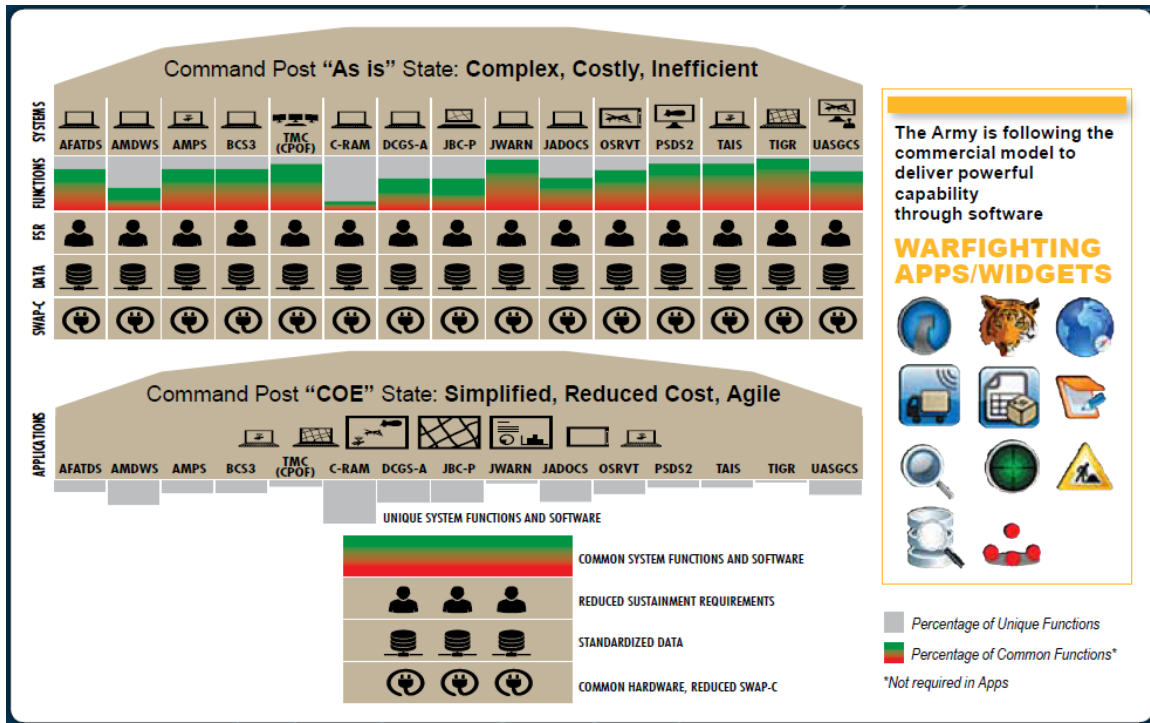 Command Post “As is” State: Complex, Costly, Inefficient
SYSTEMS
AFATDS AMDWS AMPS BCS3 TMC (CPOF) C-RAM DCGS-A JBC-P JWARN JADOCS OSRVT PSDS2 TAIS TIGR UASGCS
FUNCTIONS
FSR
DATA
SWAP-C
Command Post “COE” State: Simplified, Reduced Cost, Agile
APPLICATIONS
AFATDS AMDWS AMPS BCS3 TMC (CPOF) C-RAM DCGS-A JBC-P JWARN JADOCS OSRVT PSDS2 TAIS TIGR UASGCS
UNIQUE SYSTEM FUNCTIONS AND SOFTWARE
COMMON SYSTEM FUNCTIONS AND SOFTWARE
REDUCED SUSTAINMENT REQUIREMENTS
STANDARDIZED DATA
COMMON HARDWARE, REDUCED SWAP-C
The Army is following the
commercial model to
deliver powerful
capability
through software
WARFIGHTING
APPS/WIDGETS
Percentage of Unique Functions
Percentage of Common Functions*
*Not required in Apps